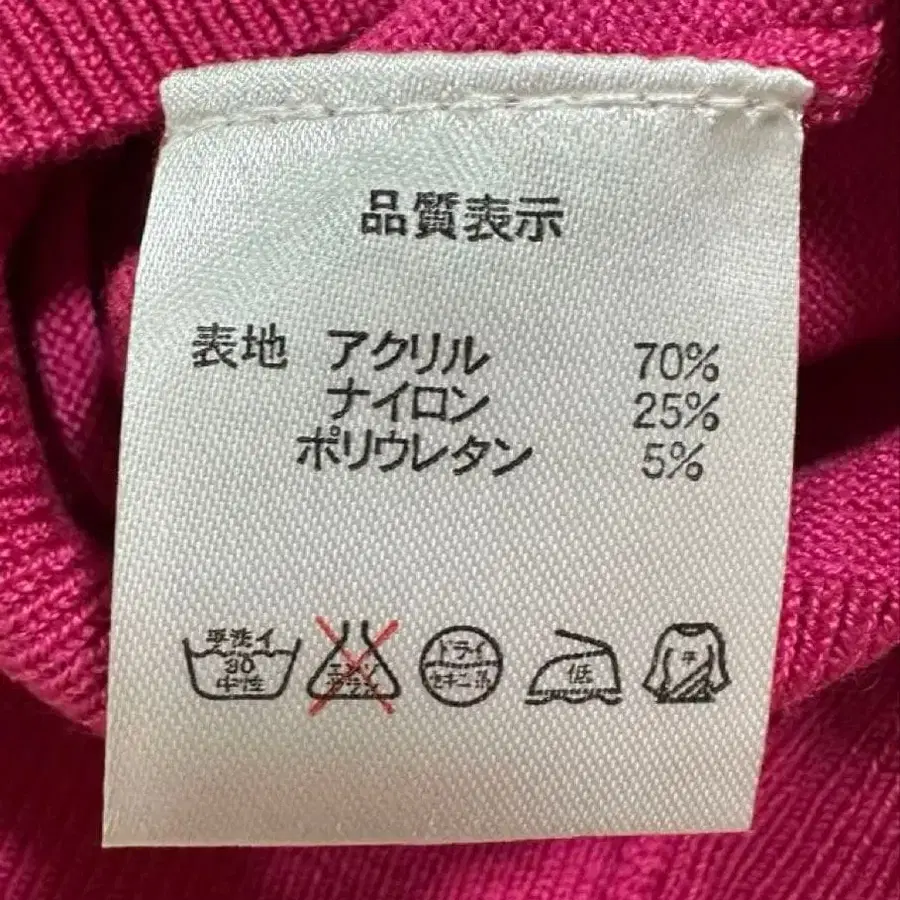 品質表示
表地 アクリル 70%
ナイロン 25%
ポリウレタン 5%
手洗イ
30
中性
エンソ
サラシ
ドライ
セキユ系
低
平